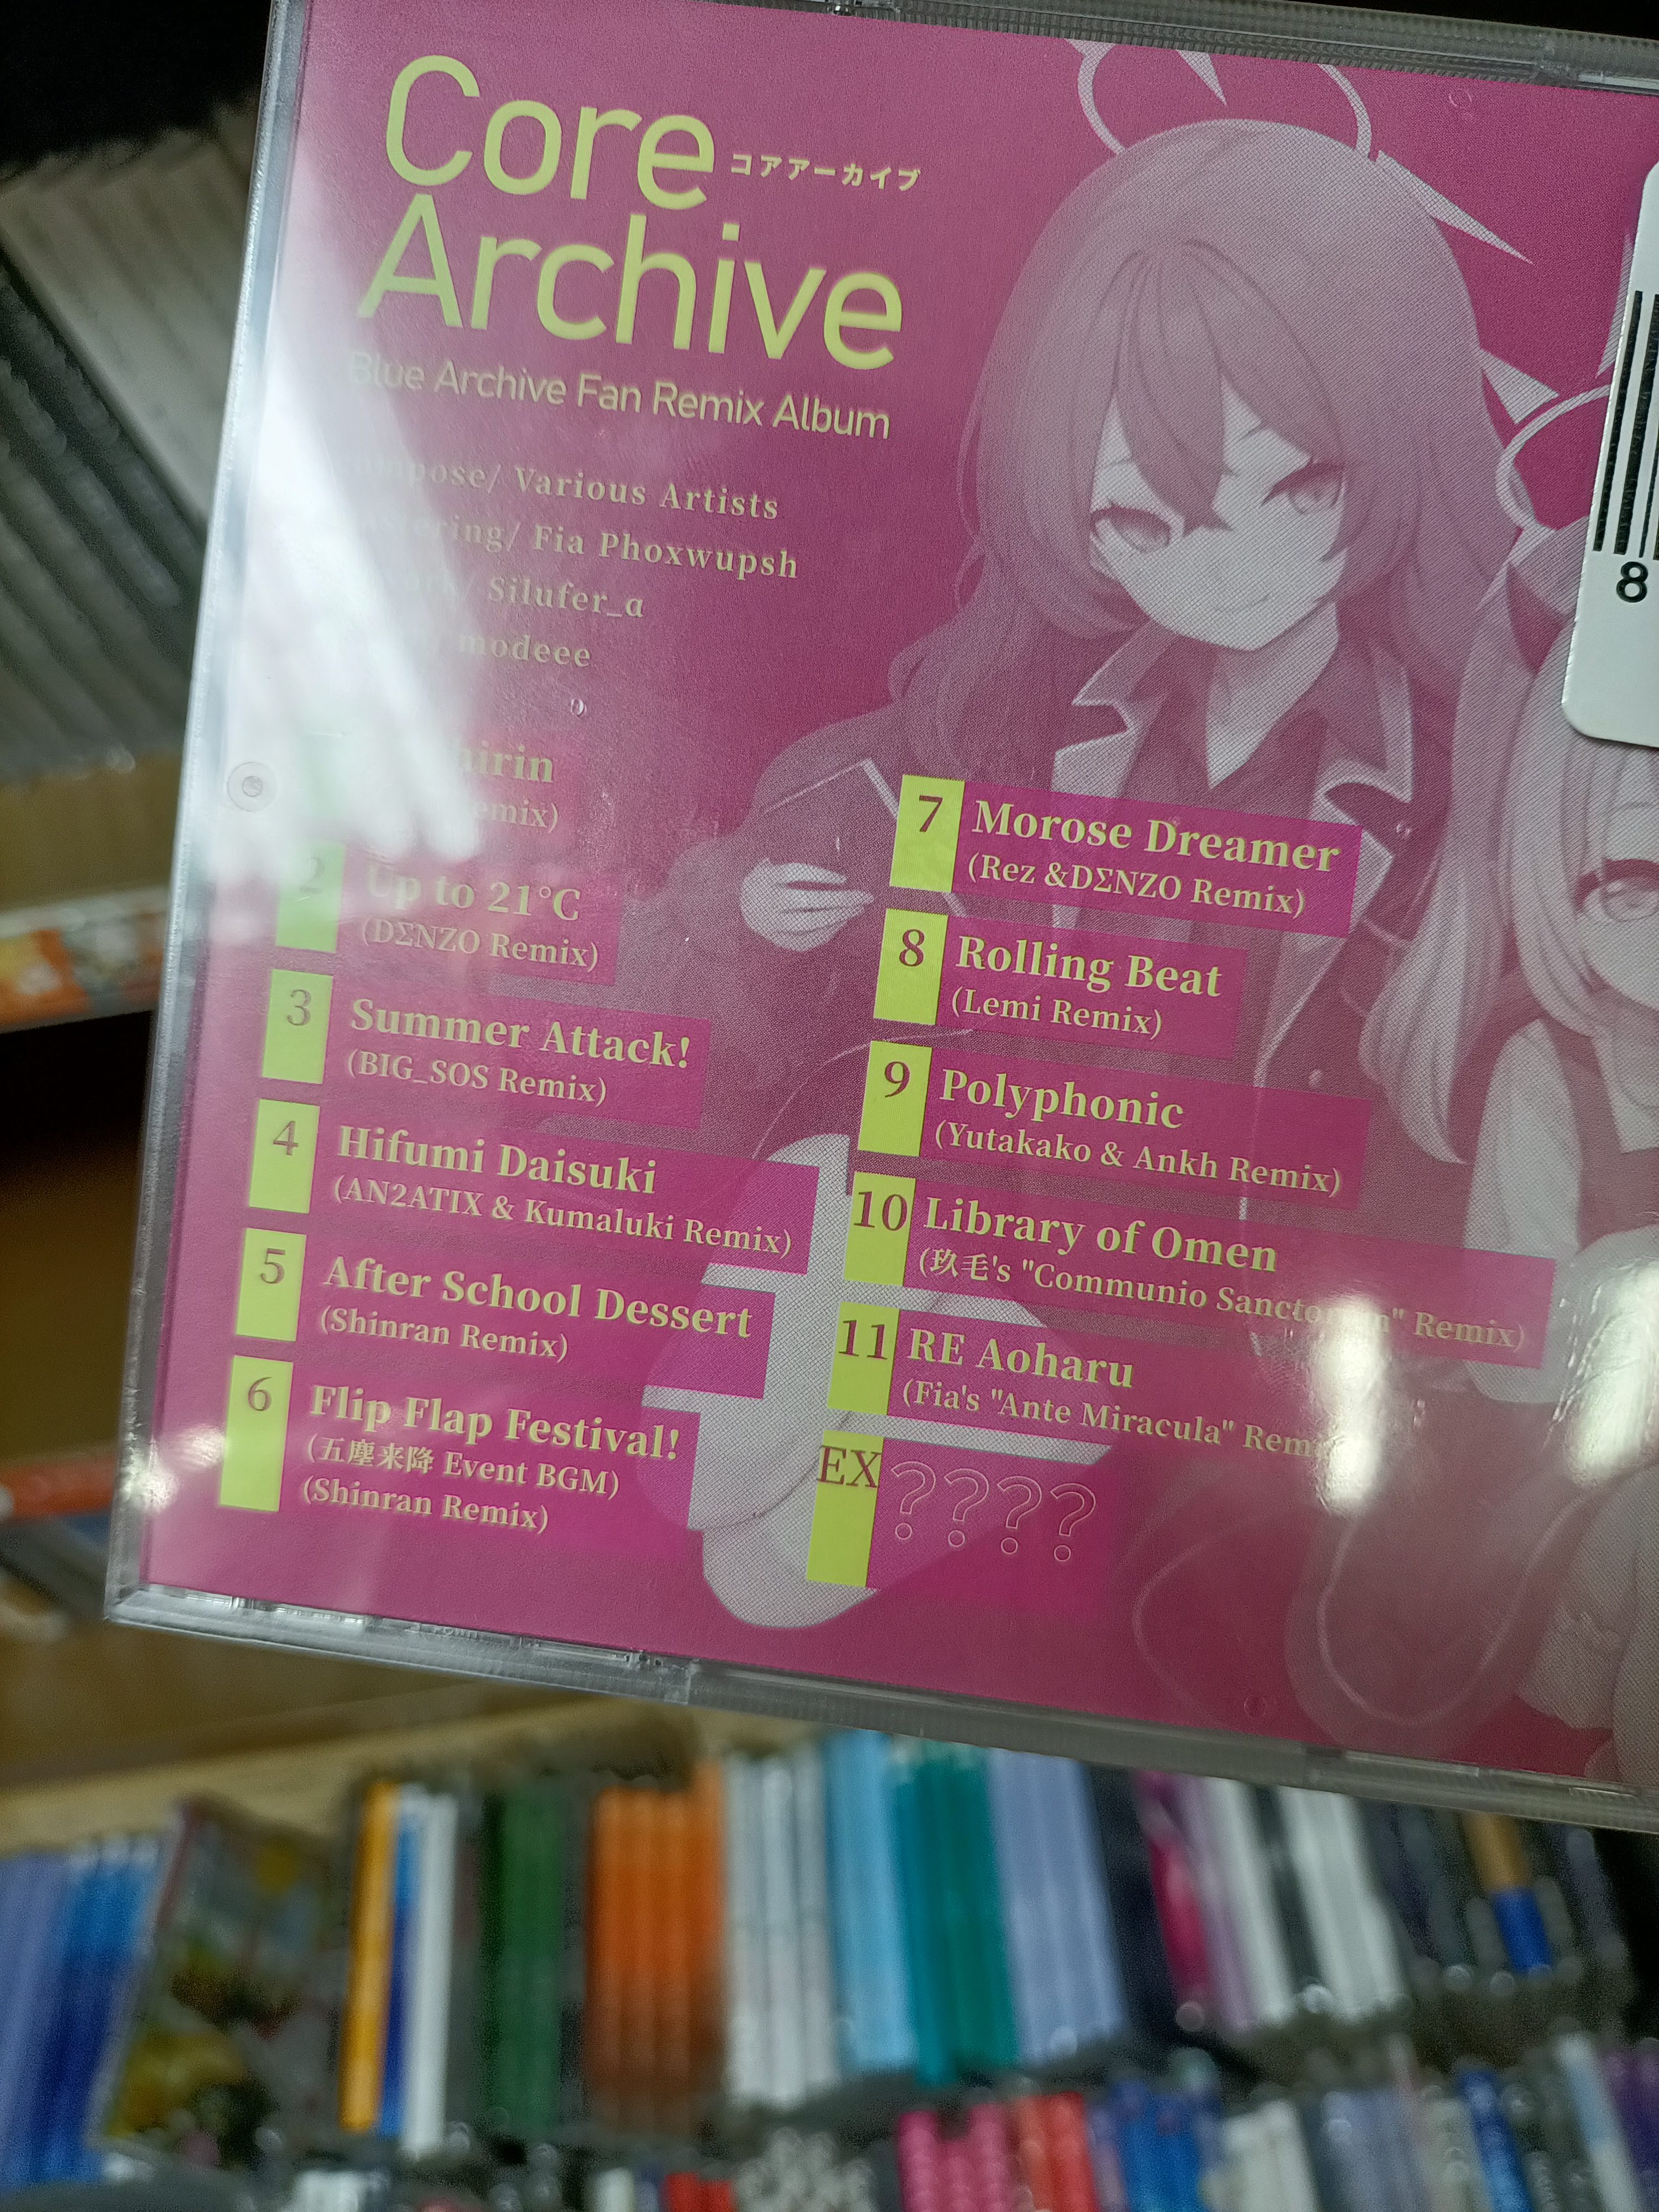 Core
コアアーカイブ
Archive
Blue Archive Fan Remix Album
Various Artists
Fia Phoxwupsh
Silufer_a
modeee
2
Up to 21°C
(DΣNZO Remix)
3
Summer Attack!
(BIG_SOS Remix)
4
Hifumi Daisuki
(AN2ATIX & Kumaluki Remix)
5
After School Dessert
(Shinran Remix)
6
Flip Flap Festival!
(五塵来降 Event BGM)
(Shinran Remix)
7
Morose Dreamer
(Rez &DΣNZO Remix)
8
Rolling Beat
(Lemi Remix)
9
Polyphonic
(Yutakako & Ankh Remix)
10
Library of Omen
(玖毛's "Communio Remix)
11
RE Aoharu
(Fia's "Ante Miracula"
EX
????
8